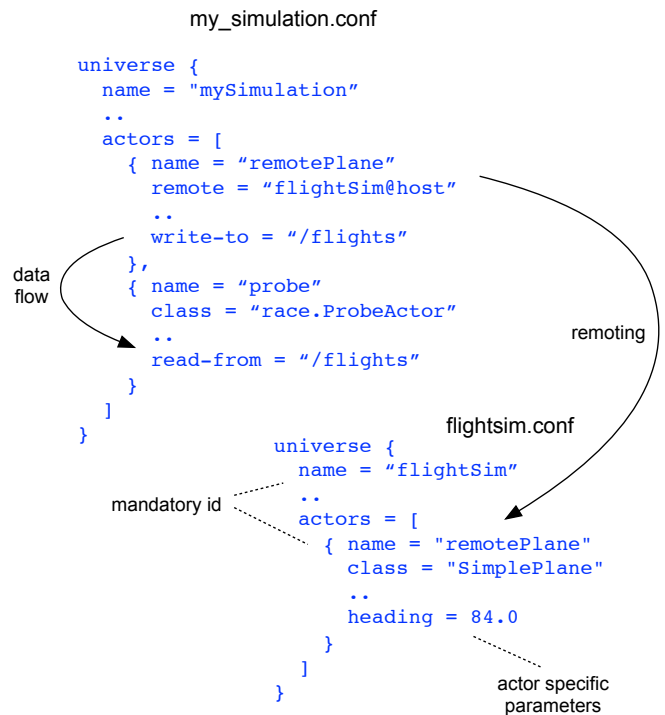 my_simulation.conf
universe {
name = "mySimulation”
..
actors = [
{ name = “remotePlane”
remote = “flightSim@host”
..
write-to = “/flights”
},
{ name = “probe”
class = “race.ProbeActor”
..
read-from = “/flights”
}
]
}
data
flow
remoting
flightsim.conf
universe {
name = “flightSim”
..
actors = [
{ name = "remotePlane"
class = "SimplePlane"
..
heading = 84.0
}
]
}
mandatory id
actor specific
parameters